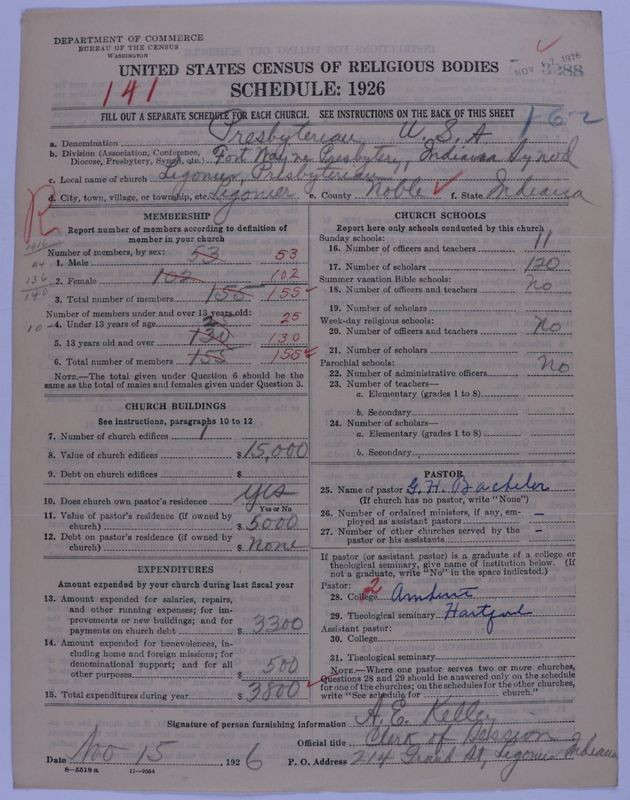 DEPARTMENT OF COMMERCE
BUREAU OF THE CENSUS
WASHINGTON
NOV 17 1926
3288
UNITED STATES CENSUS OF RELIGIOUS BODIES
SCHEDULE: 1926
141
FILL OUT A SEPARATE SCHEDULE FOR EACH CHURCH. SEE INSTRUCTIONS ON THE BACK OF THIS SHEET
162
a. Denomination Presbyterian U. S. A
b. Division (Association, Conference, Diocese, Presbytery, Synod, etc.) Fort Wayne Presbytery, Indiana Synod
c. Local name of church Ligonier Presbyterian
d. City, town, village, or township, etc. Ligonier e. County Noble f. State Indiana
R
1916
136
140
10
MEMBERSHIP
Report number of members according to definition of member in your church
Number of members, by sex:
1. Male 53 53
2. Female 102 102
3. Total number of members 155 155
Number of members under and over 13 years old:
4. Under 13 years of age 25
5. 13 years old and over 130 130
6. Total number of members 155 155
NOTE.—The total given under Question 6 should be the same as the total of males and females given under Question 3.
CHURCH BUILDINGS
See instructions, paragraphs 10 to 12
7. Number of church edifices 1
8. Value of church edifices $15,000
9. Debt on church edifices $
10. Does church own pastor's residence yes
Yes or No
11. Value of pastor's residence (if owned by church) $5000
12. Debt on pastor's residence (if owned by church) $None
EXPENDITURES
Amount expended by your church during last fiscal year
13. Amount expended for salaries, repairs, and other running expenses; for improvements or new buildings; and for payments on church debt $3300
14. Amount expended for benevolences, including home and foreign missions; for denominational support; and for all other purposes $500
15. Total expenditures during year $3800
CHURCH SCHOOLS
Report here only schools conducted by this church
Sunday schools:
16. Number of officers and teachers 11
17. Number of scholars 120
Summer vacation Bible schools:
18. Number of officers and teachers no
19. Number of scholars
Week-day religious schools:
20. Number of officers and teachers No
21. Number of scholars
Parochial schools:
22. Number of administrative officers No
23. Number of teachers—
a. Elementary (grades 1 to 8)
b. Secondary
24. Number of scholars—
a. Elementary (grades 1 to 8)
b. Secondary
PASTOR
25. Name of pastor G. H. Bacheler
(If church has no pastor, write "None")
26. Number of ordained ministers, if any, employed as assistant pastors –
27. Number of other churches served by the pastor or his assistants –
If pastor (or assistant pastor) is a graduate of a college or theological seminary, give name of institution below. (If not a graduate, write "No" in the space indicated.)
Pastor:
28. College 2 Amherst
29. Theological seminary Hartford
Assistant pastor:
30. College
31. Theological seminary
NOTE.—Where one pastor serves two or more churches, Questions 28 and 29 should be answered only on the schedule for one of the churches; on the schedules for the other churches, write "See schedule for church."
Signature of person furnishing information A. E. Kelly
Official title Clerk of Session
Date Nov 15, 1926 P. O. Address 214 Grand St, Ligonier Indiana
8—5518a 11—9354